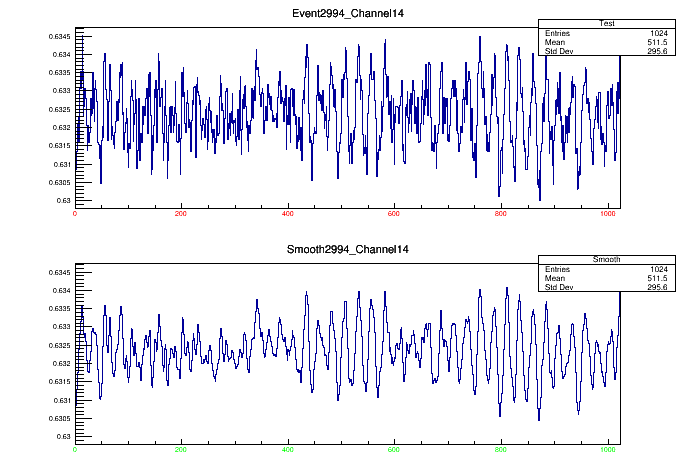 Event2994_Channel14
Test
Entries 1024
Mean 511.5
Std Dev 295.6
0.6345
0.634
0.6335
0.633
0.6325
0.632
0.6315
0.631
0.6305
0.63
0 200 400 600 800 1000
Smooth2994_Channel14
Smooth
Entries 1024
Mean 511.5
Std Dev 295.6
0.6345
0.634
0.6335
0.633
0.6325
0.632
0.6315
0.631
0.6305
0.63
0 200 400 600 800 1000